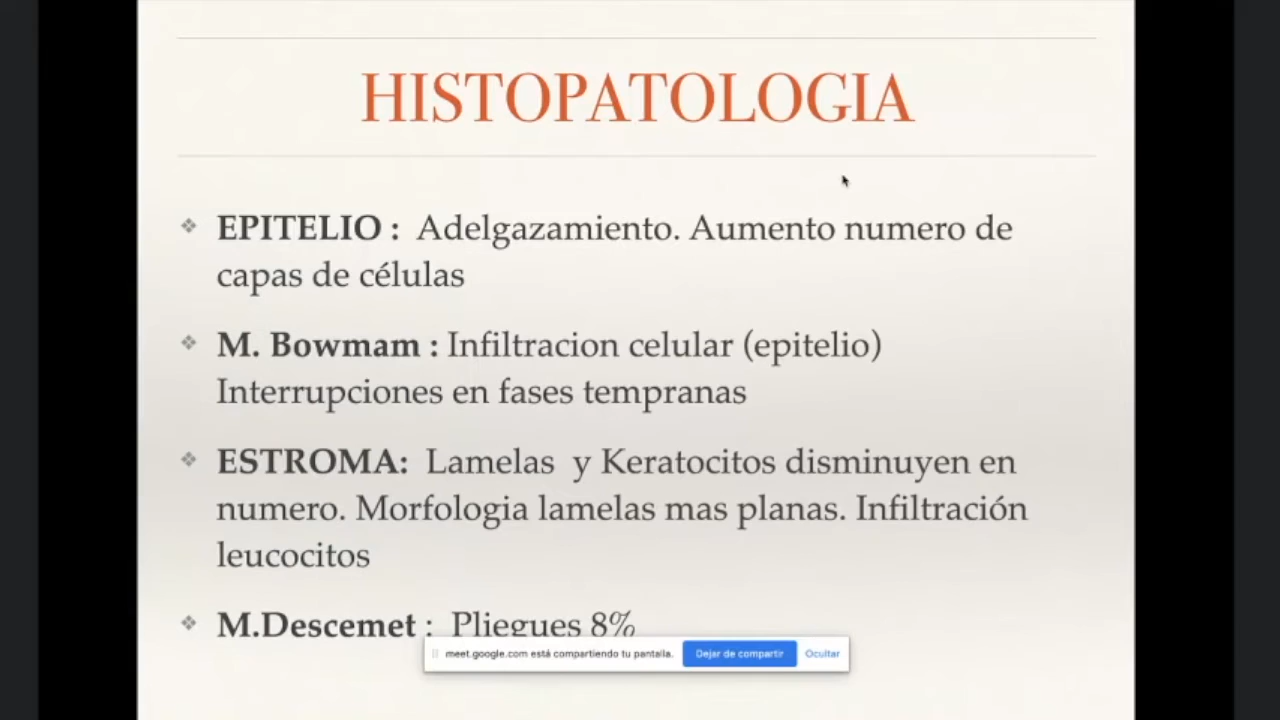 HISTOPATOLOGIA
EPITELIO : Adelgazamiento. Aumento numero de
capas de células
M. Bowmam : Infiltracion celular (epitelio)
Interrupciones en fases tempranas
ESTROMA: Lamelas y Keratocitos disminuyen en
numero. Morfologia lamelas mas planas. Infiltración
leucocitos
M.Descemet : Pliegues 8%
meet.google.com está compartiendo tu pantalla. Dejar de compartir Ocultar